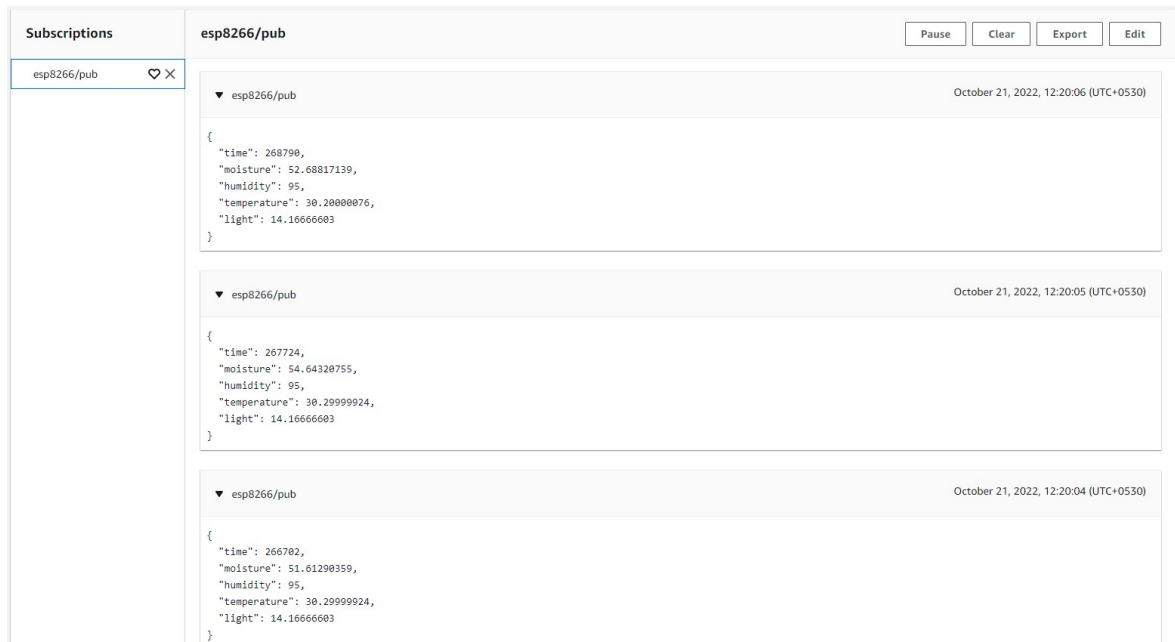 Subscriptions
esp8266/pub
Pause
Clear
Export
Edit
esp8266/pub
▼ esp8266/pub
October 21, 2022, 12:20:06 (UTC+0530)
{
"time": 268790,
"moisture": 52.68817139,
"humidity": 95,
"temperature": 30.20000076,
"light": 14.16666603
}
▼ esp8266/pub
October 21, 2022, 12:20:05 (UTC+0530)
{
"time": 267724,
"moisture": 54.64320755,
"humidity": 95,
"temperature": 30.29999924,
"light": 14.16666603
}
▼ esp8266/pub
October 21, 2022, 12:20:04 (UTC+0530)
{
"time": 266702,
"moisture": 51.61290359,
"humidity": 95,
"temperature": 30.29999924,
"light": 14.16666603
}